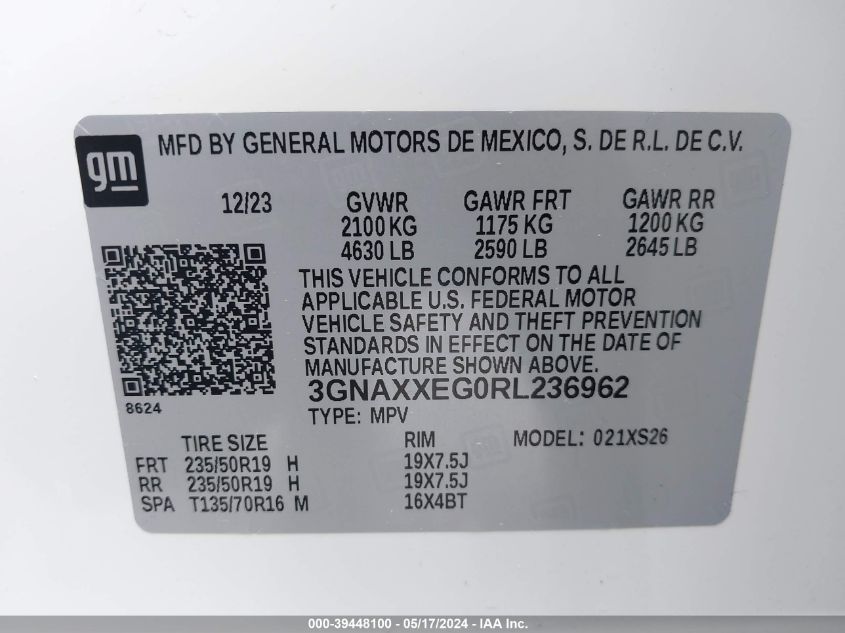 gm
MFD BY GENERAL MOTORS DE MEXICO, S. DE R.L. DE C.V.
12/23 GVWR GAWR FRT GAWR RR
2100 KG 1175 KG 1200 KG
4630 LB 2590 LB 2645 LB
THIS VEHICLE CONFORMS TO ALL
APPLICABLE U.S. FEDERAL MOTOR
VEHICLE SAFETY AND THEFT PREVENTION
STANDARDS IN EFFECT ON THE DATE OF
MANUFACTURE SHOWN ABOVE.
3GNAXXEG0RL236962
8624
TYPE: MPV
TIRE SIZE RIM MODEL: 021XS26
FRT 235/50R19 H 19X7.5J
RR 235/50R19 H 19X7.5J
SPA T135/70R16 M 16X4BT
000-39448100 - 05/17/2024 - IAA Inc.